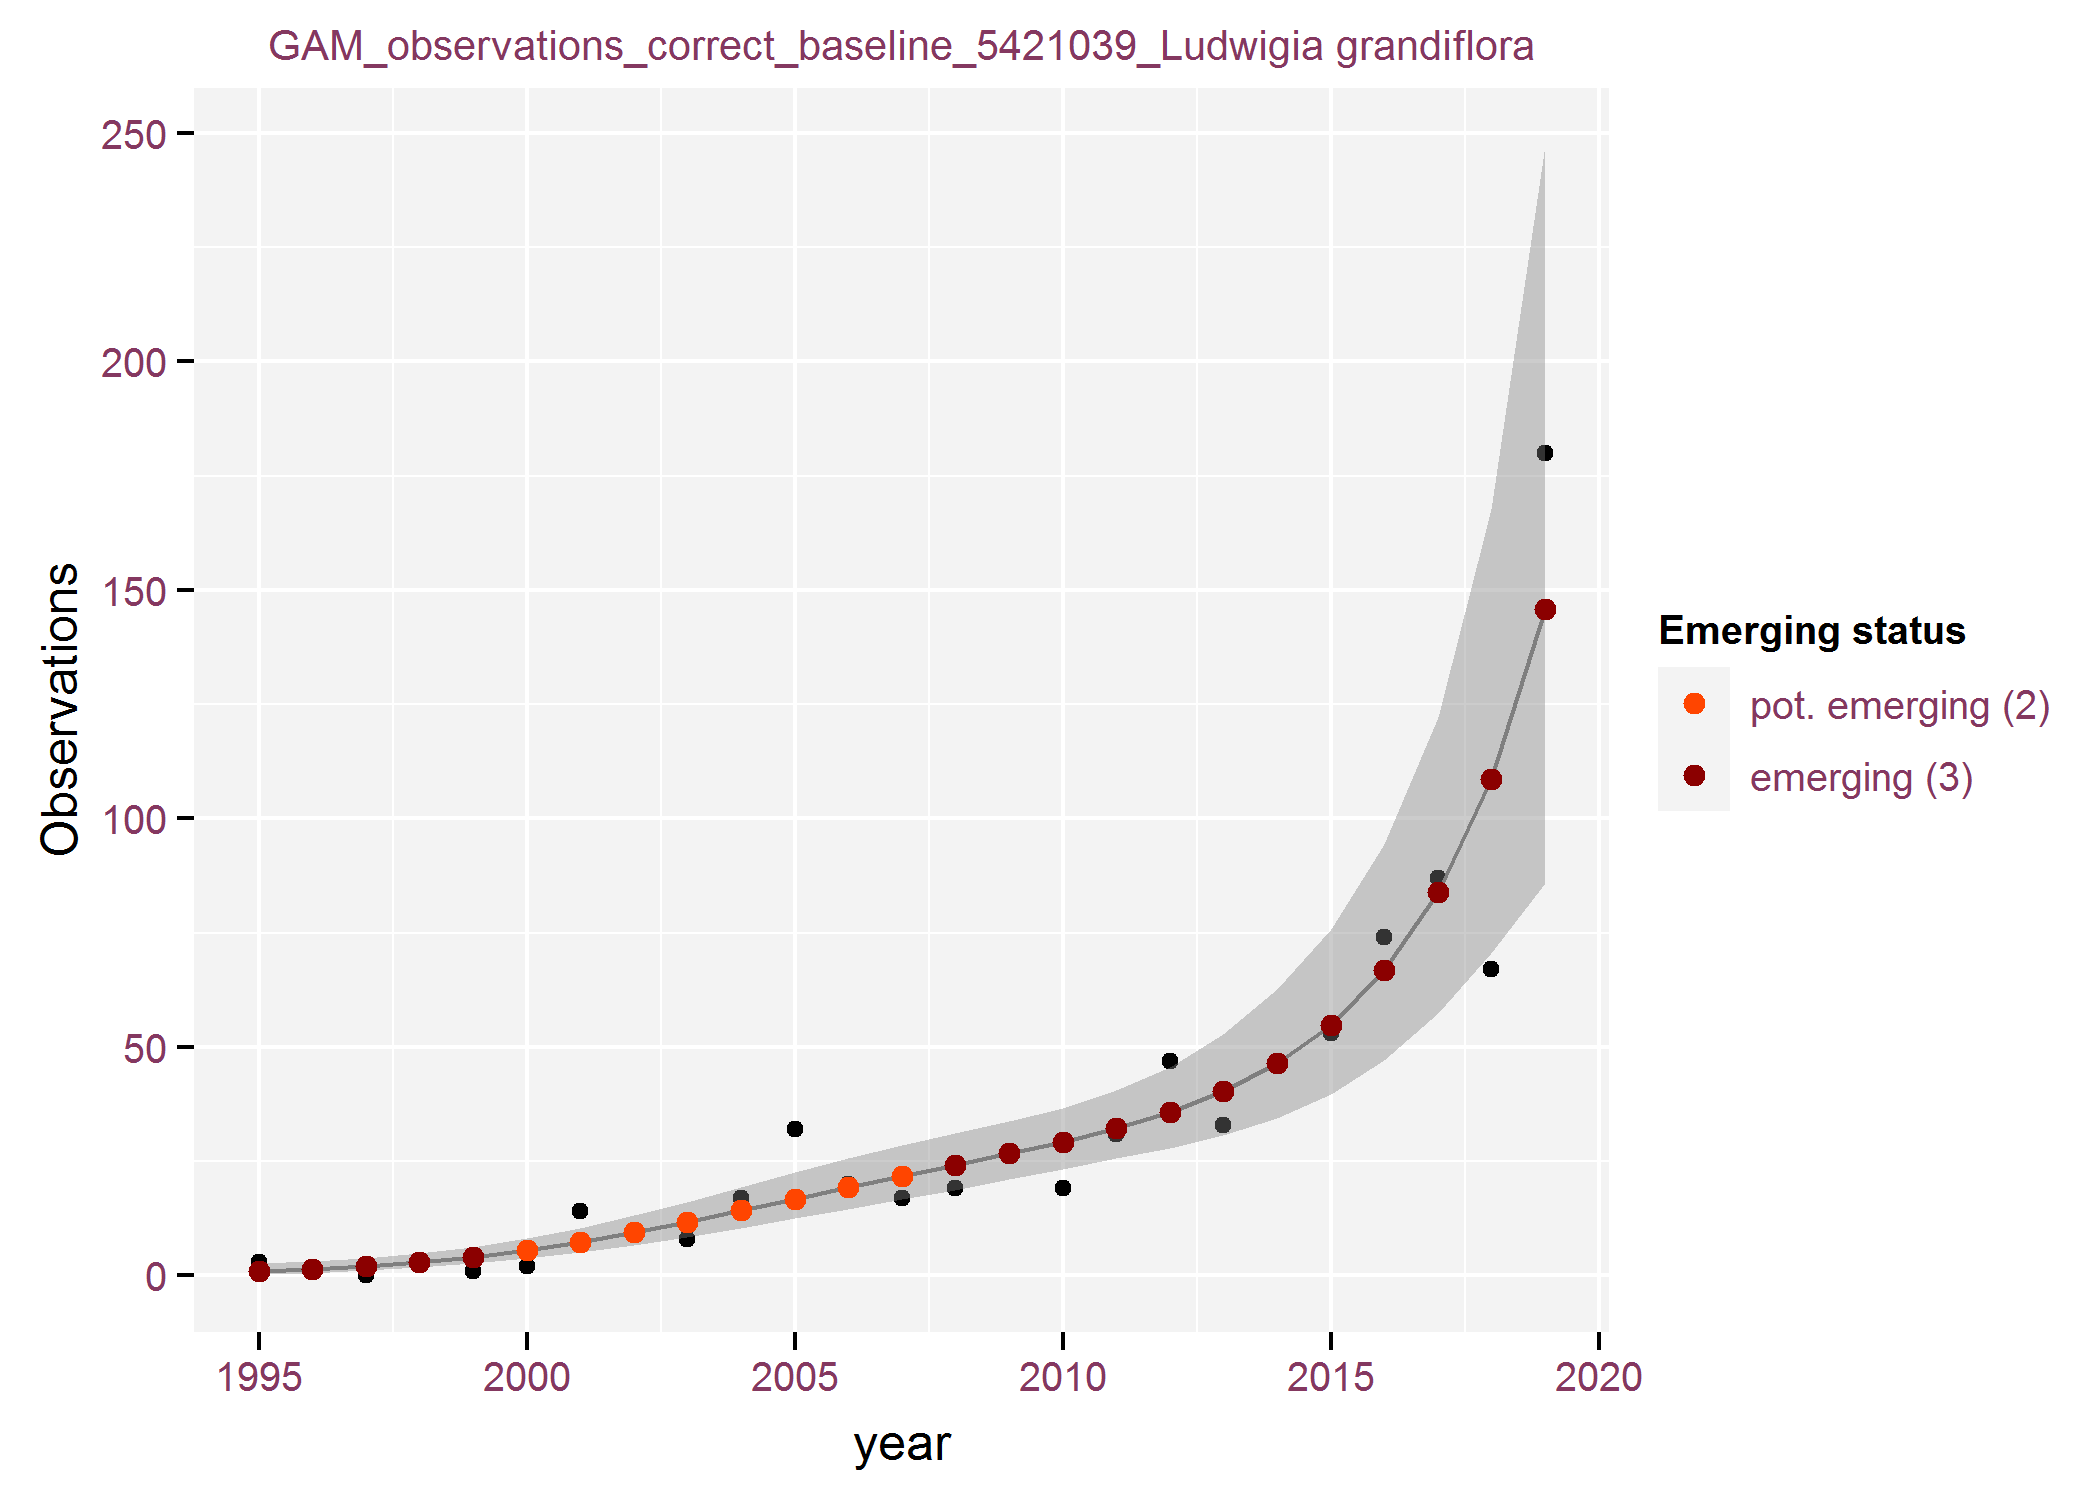 GAM_observations_correct_baseline_5421039_Ludwigia grandiflora
250
200
150
100
50
0
Observations
1995 2000 2005 2010 2015 2020
year
Emerging status
pot. emerging (2)
emerging (3)